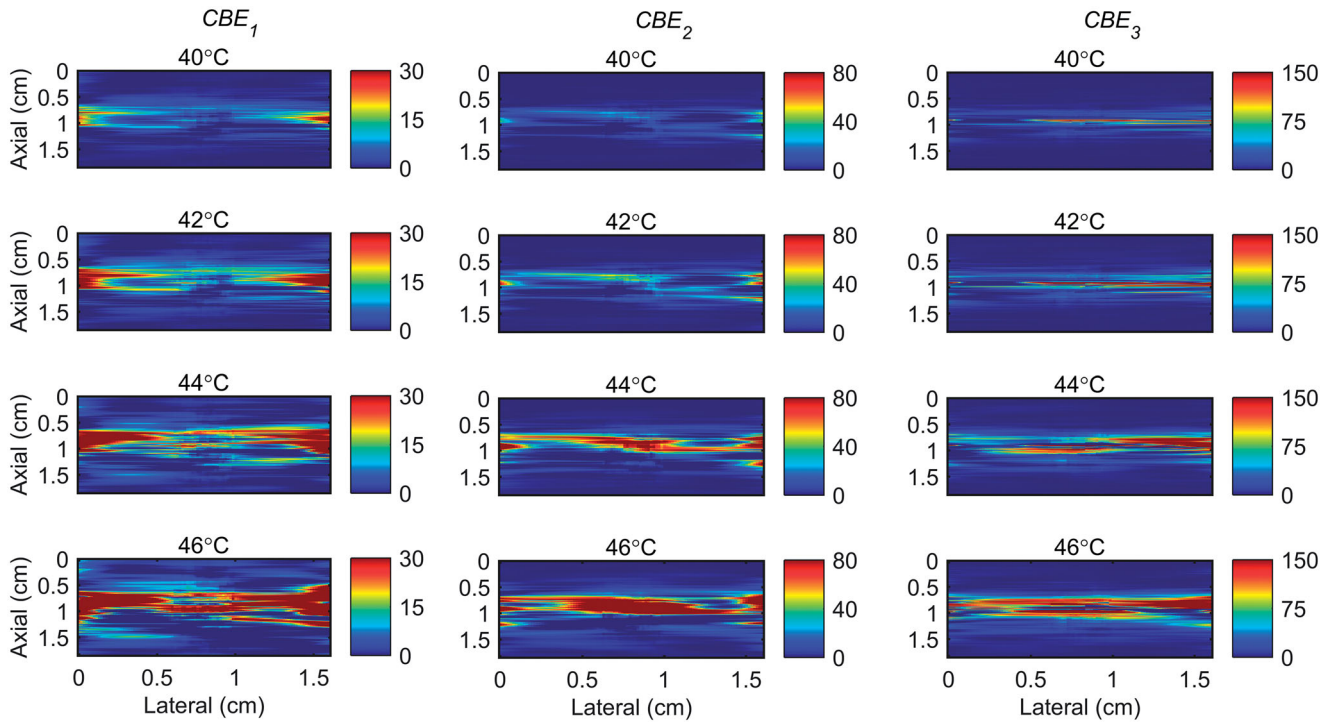 CBE1 CBE2 CBE3
40°C 40°C 40°C
Axial (cm) 0 0.5 1 1.5 30 15 0 0 0.5 1 1.5 80 40 0 0 0.5 1 1.5 150 75 0
42°C 42°C 42°C
Axial (cm) 0 0.5 1 1.5 30 15 0 0 0.5 1 1.5 80 40 0 0 0.5 1 1.5 150 75 0
44°C 44°C 44°C
Axial (cm) 0 0.5 1 1.5 30 15 0 0 0.5 1 1.5 80 40 0 0 0.5 1 1.5 150 75 0
46°C 46°C 46°C
Axial (cm) 0 0.5 1 1.5 30 15 0 0 0.5 1 1.5 80 40 0 0 0.5 1 1.5 150 75 0
0 0.5 1 1.5 0 0.5 1 1.5 0 0.5 1 1.5
Lateral (cm) Lateral (cm) Lateral (cm)